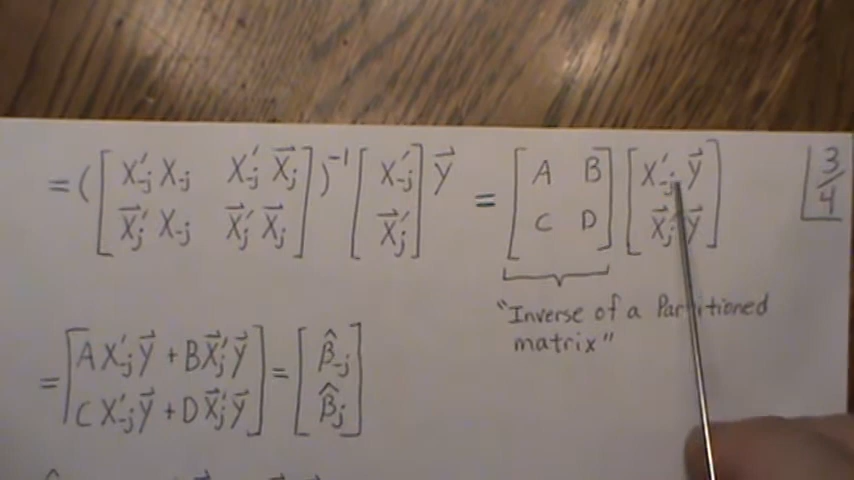 = ( [ X'₋ⱼ X₋ⱼ X'₋ⱼ X⃗ⱼ ] )⁻¹ [ X'₋ⱼ ] Y⃗ = [ A B ] [ X'₋ⱼ Y⃗ ]
[ X⃗ⱼ' X₋ⱼ X⃗ⱼ' X⃗ⱼ ] [ X⃗ⱼ' ] [ C D ] [ X⃗ⱼ' Y⃗ ]
3/4
"Inverse of a Partitioned
matrix"
= [ A X'₋ⱼ Y⃗ + B X⃗ⱼ' Y⃗ ] = [ β̂₋ⱼ ]
[ C X'₋ⱼ Y⃗ + D X⃗ⱼ' Y⃗ ] [ β̂ⱼ ]